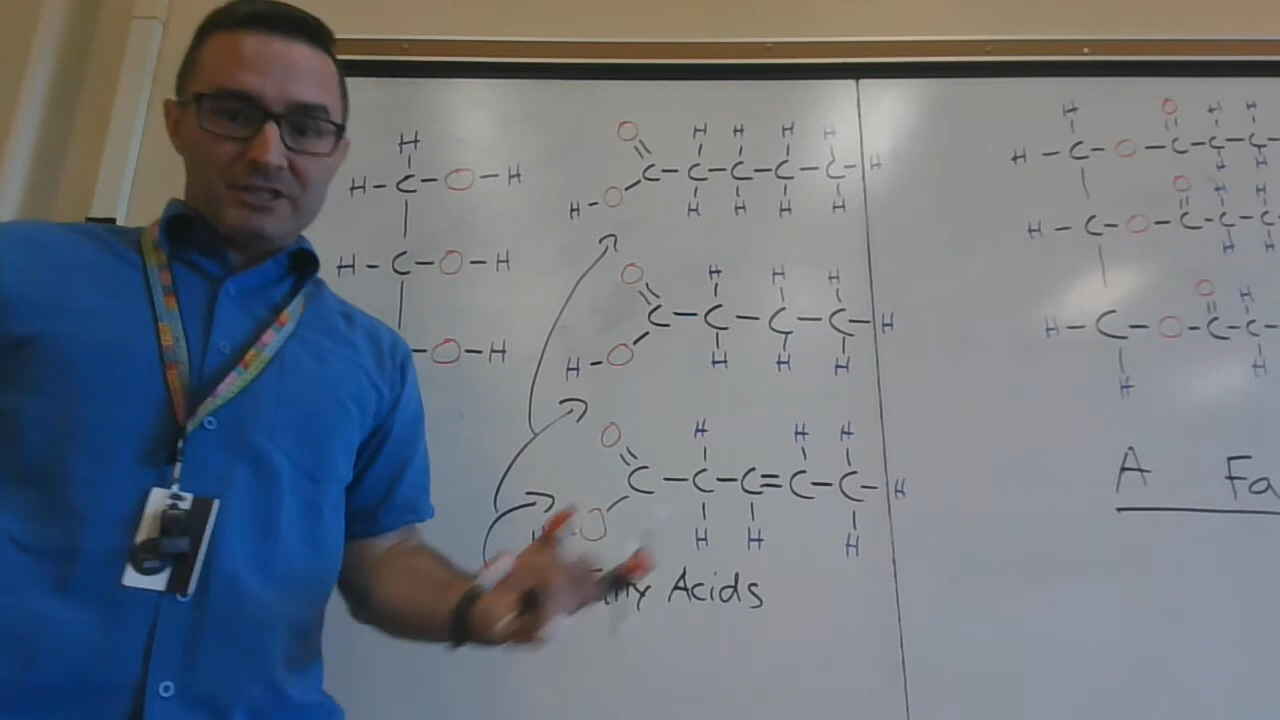 H
H-C-O-H
H-C-O-H
-O-H
O H H H H
C-C-C-C-C-H
H-O H H H H
O H H H
C-C-C-C-H
H-O H H H
O H H H
C-C-C=C-C-H
O H H H
Acids
H O H H
H-C-O-C-C-C
H H
O H H
H-C-O-C-C-C
H H
O H
H-C-O-C-C-
H H
A Fa